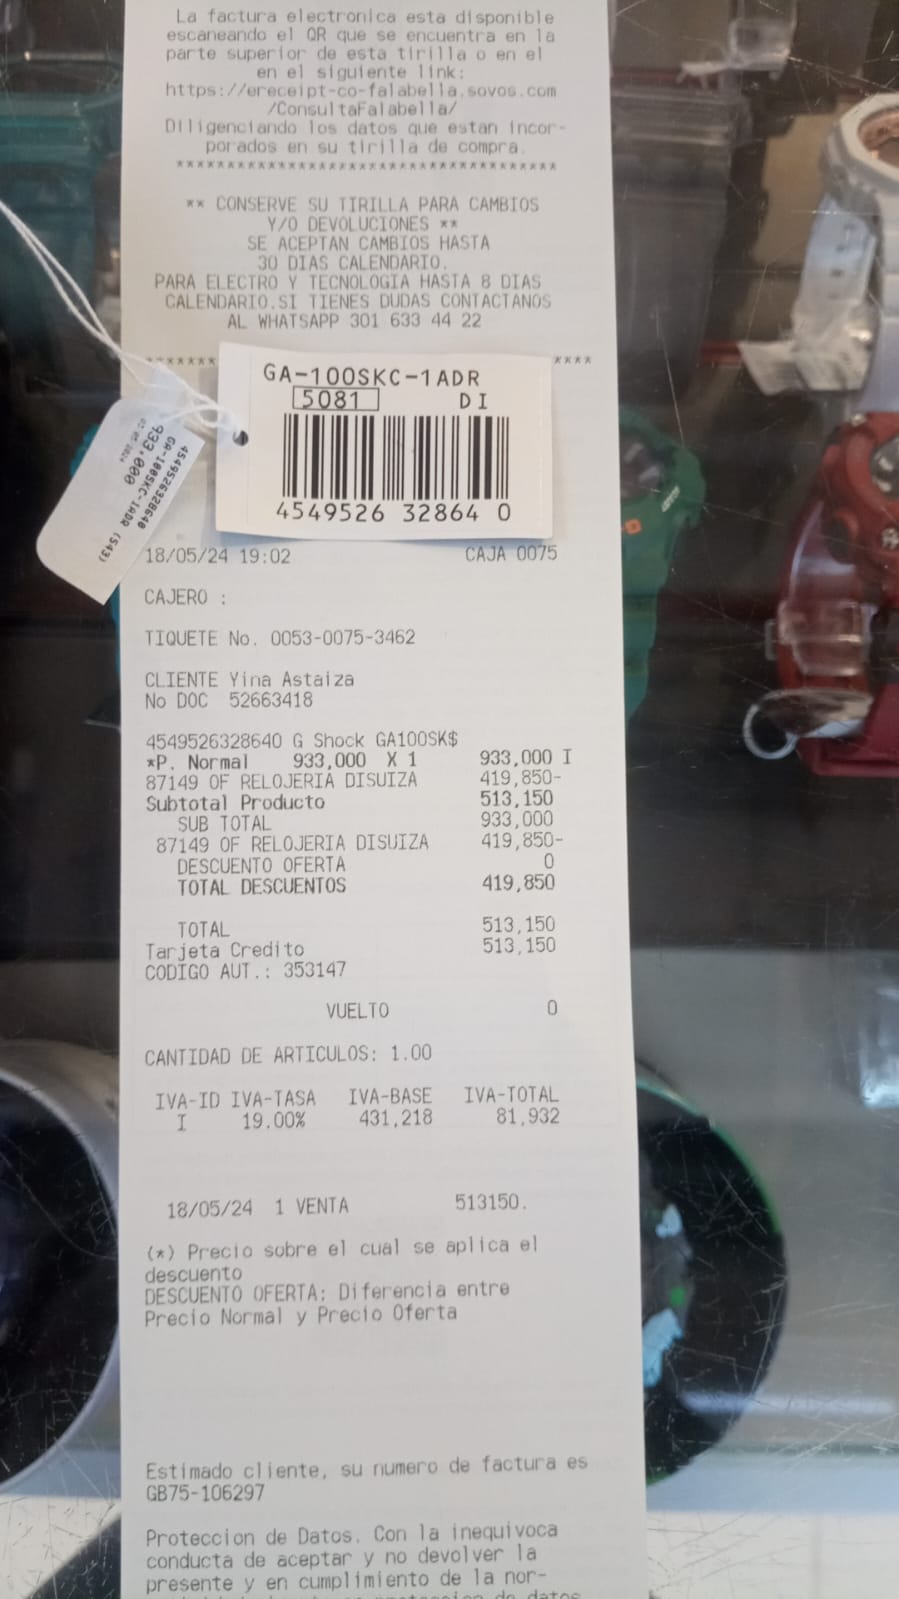 La factura electronica esta disponible
escaneando el QR que se encuentra en la
parte superior de esta tirilla o en el
en el siguiente link:
https://ereceipt-co-falabella.sovos.com
/ConsultaFalabella/
Diligenciando los datos que estan incor-
porados en su tirilla de compra.
************************************
** CONSERVE SU TIRILLA PARA CAMBIOS
Y/O DEVOLUCIONES **
SE ACEPTAN CAMBIOS HASTA
30 DIAS CALENDARIO.
PARA ELECTRO Y TECNOLOGIA HASTA 8 DIAS
CALENDARIO.SI TIENES DUDAS CONTACTANOS
AL WHATSAPP 301 633 44 22
******* ****
GA-100SKC-1ADR
5081 DI
4549526 32864 0
4549526328640
GA-100SKC-1ADR (S43)
933.000
18/05/24 19:02 CAJA 0075
CAJERO :
TIQUETE No. 0053-0075-3462
CLIENTE Yina Astaiza
No DOC 52663418
4549526328640 G Shock GA100SK$
*P. Normal 933,000 X 1 933,000 I
87149 OF RELOJERIA DISUIZA 419,850-
Subtotal Producto 513,150
SUB TOTAL 933,000
87149 OF RELOJERIA DISUIZA 419,850-
DESCUENTO OFERTA 0
TOTAL DESCUENTOS 419,850
TOTAL 513,150
Tarjeta Credito 513,150
CODIGO AUT.: 353147
VUELTO 0
CANTIDAD DE ARTICULOS: 1.00
IVA-ID IVA-TASA IVA-BASE IVA-TOTAL
I 19.00% 431,218 81,932
18/05/24 1 VENTA 513150.
(*) Precio sobre el cual se aplica el
descuento
DESCUENTO OFERTA: Diferencia entre
Precio Normal y Precio Oferta
Estimado cliente, su numero de factura es
GB75-106297
Proteccion de Datos. Con la inequivoca
conducta de aceptar y no devolver la
presente y en cumplimiento de la nor-